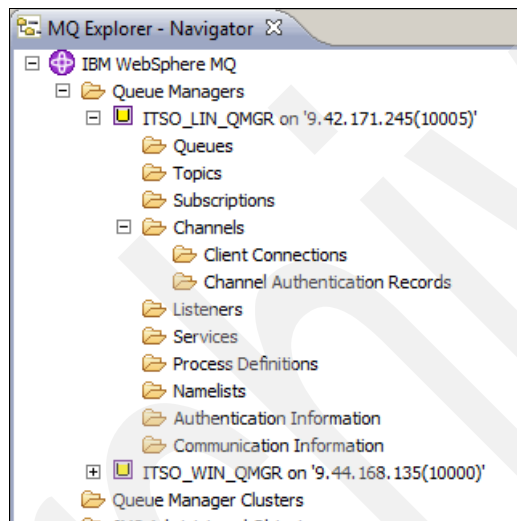 MQ Explorer - Navigator
IBM WebSphere MQ
Queue Managers
ITSO_LIN_QMGR on '9.42.171.245(10005)'
Queues
Topics
Subscriptions
Channels
Client Connections
Channel Authentication Records
Listeners
Services
Process Definitions
Namelists
Authentication Information
Communication Information
ITSO_WIN_QMGR on '9.44.168.135(10000)'
Queue Manager Clusters